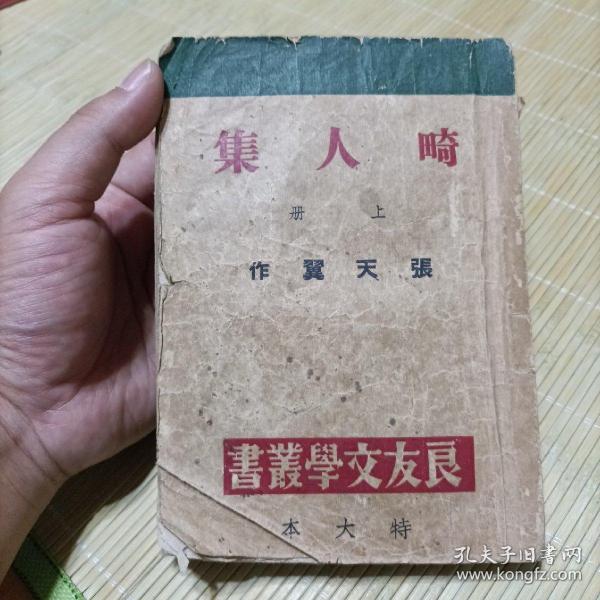 畸人集
上册
張天翼作
良友文學叢書
特大本
孔夫子旧书网
www.kongfz.com